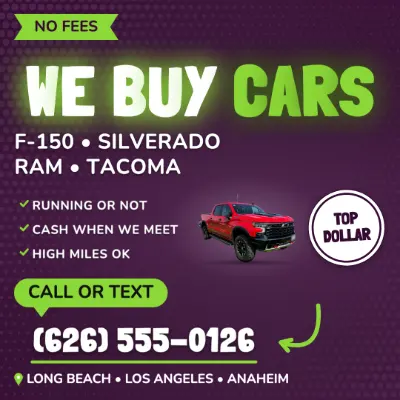 NO FEES
WE BUY CARS
F-150 • SILVERADO
RAM • TACOMA
RUNNING OR NOT
CASH WHEN WE MEET
HIGH MILES OK
TOP
DOLLAR
CALL OR TEXT
(626) 555-0126
LONG BEACH • LOS ANGELES • ANAHEIM